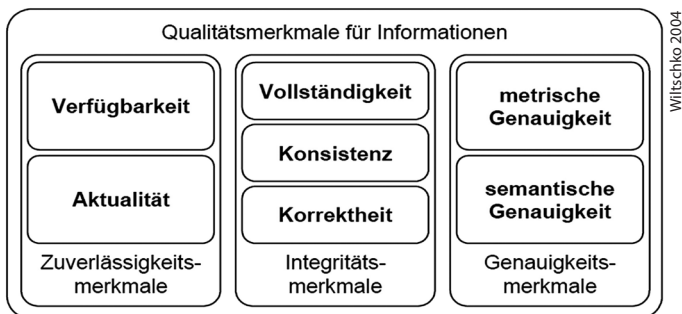 Qualitätsmerkmale für Informationen
Verfügbarkeit
Aktualität
Zuverlässigkeits-
merkmale
Vollständigkeit
Konsistenz
Korrektheit
Integritäts-
merkmale
metrische
Genauigkeit
semantische
Genauigkeit
Genauigkeits-
merkmale
Wiltschko 2004